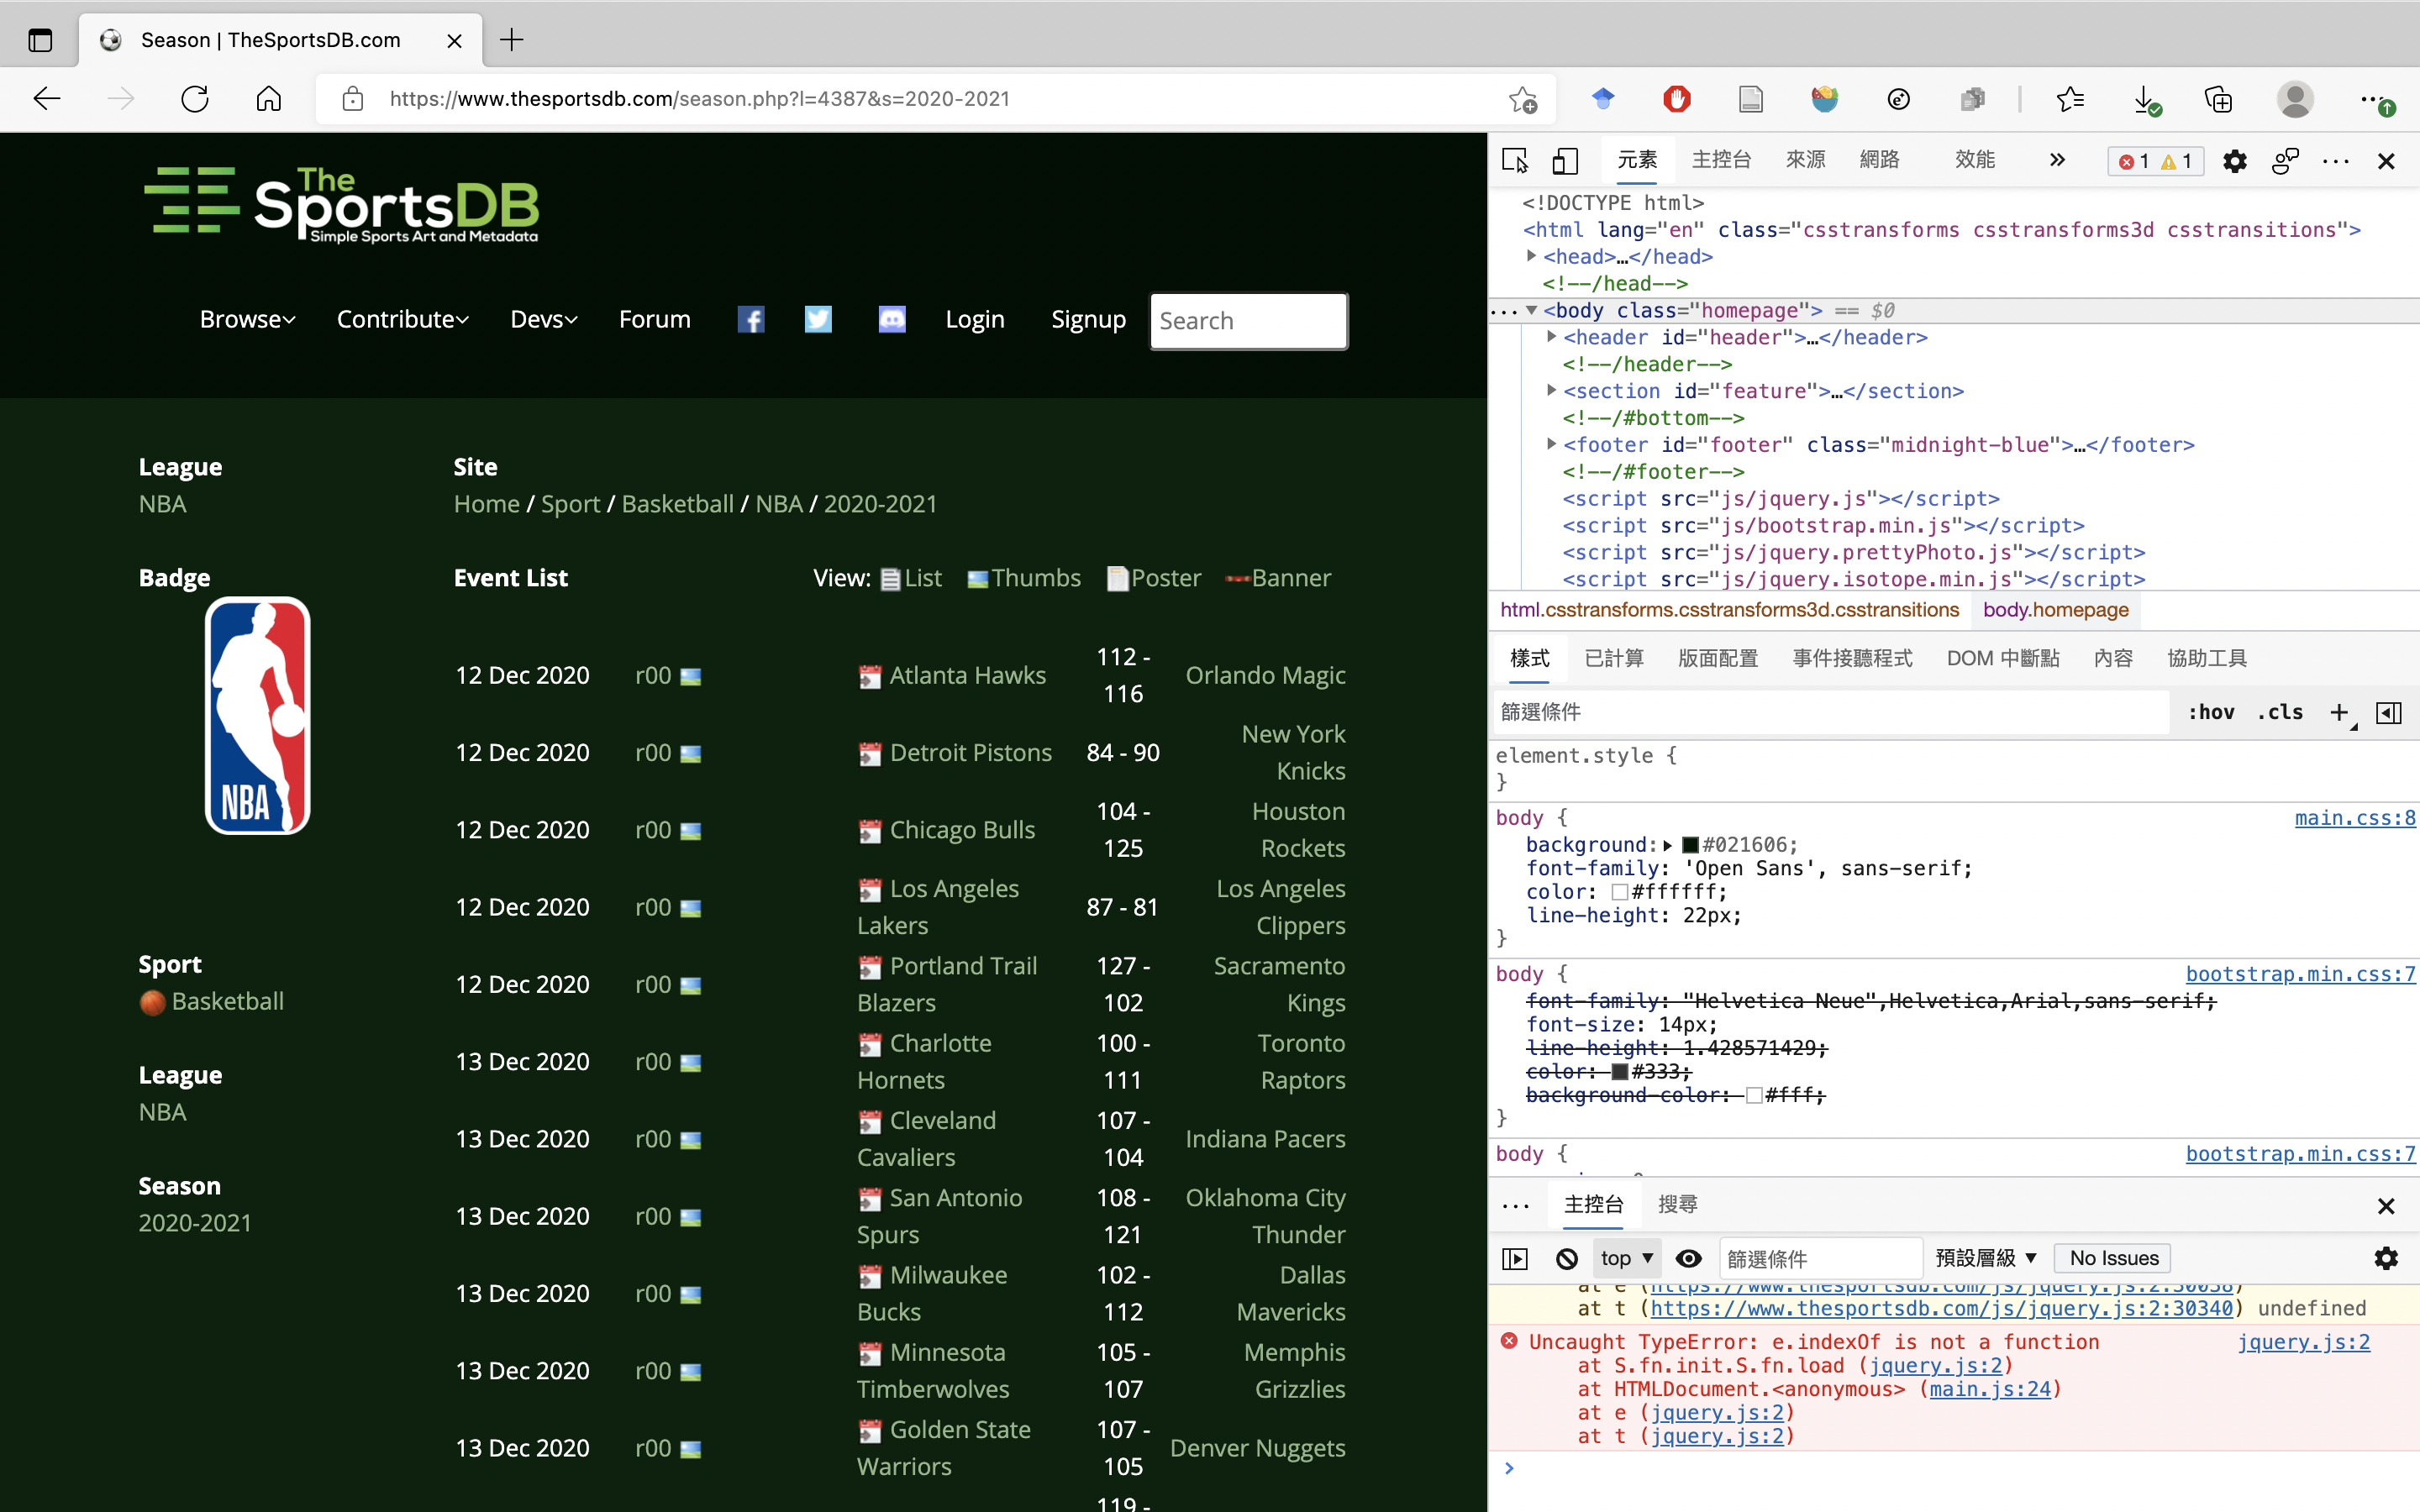 Season | TheSportsDB.com
https://www.thesportsdb.com/season.php?l=4387&s=2020-2021
The
SportsDB
Simple Sports Art and Metadata
Browse Contribute Devs Forum Login Signup Search
League
NBA
Site
Home / Sport / Basketball / NBA / 2020-2021
Badge
NBA
Event List
View: List Thumbs Poster Banner
12 Dec 2020 r00 Atlanta Hawks 112 - 116 Orlando Magic
12 Dec 2020 r00 Detroit Pistons 84 - 90 New York Knicks
12 Dec 2020 r00 Chicago Bulls 104 - 125 Houston Rockets
12 Dec 2020 r00 Los Angeles Lakers 87 - 81 Los Angeles Clippers
12 Dec 2020 r00 Portland Trail Blazers 127 - 102 Sacramento Kings
13 Dec 2020 r00 Charlotte Hornets 100 - 111 Toronto Raptors
13 Dec 2020 r00 Cleveland Cavaliers 107 - 104 Indiana Pacers
13 Dec 2020 r00 San Antonio Spurs 108 - 121 Oklahoma City Thunder
13 Dec 2020 r00 Milwaukee Bucks 102 - 112 Dallas Mavericks
13 Dec 2020 r00 Minnesota Timberwolves 105 - 107 Memphis Grizzlies
13 Dec 2020 r00 Golden State Warriors 107 - 105 Denver Nuggets
119 -
Sport
Basketball
League
NBA
Season
2020-2021
元素 主控台 來源 網路 效能 » 1 1
<!DOCTYPE html>
<html lang="en" class="csstransforms csstransforms3d csstransitions">
<head>…</head>
<!--/head-->
<body class="homepage"> == $0
<header id="header">…</header>
<!--/header-->
<section id="feature">…</section>
<!--/#bottom-->
<footer id="footer" class="midnight-blue">…</footer>
<!--/#footer-->
<script src="js/jquery.js"></script>
<script src="js/bootstrap.min.js"></script>
<script src="js/jquery.prettyPhoto.js"></script>
<script src="js/jquery.isotope.min.js"></script>
html.csstransforms.csstransforms3d.csstransitions body.homepage
樣式 已計算 版面配置 事件接聽程式 DOM 中斷點 內容 協助工具
篩選條件 :hov .cls +
element.style {
}
body { main.css:8
background: #021606;
font-family: 'Open Sans', sans-serif;
color: #ffffff;
line-height: 22px;
}
body { bootstrap.min.css:7
font-family: "Helvetica Neue",Helvetica,Arial,sans-serif;
font-size: 14px;
line-height: 1.428571429;
color: #333;
background-color: #fff;
}
body { bootstrap.min.css:7
主控台 搜尋
top 篩選條件 預設層級 No Issues
at e (https://www.thesportsdb.com/js/jquery.js:2:30038)
at t (https://www.thesportsdb.com/js/jquery.js:2:30340) undefined
Uncaught TypeError: e.indexOf is not a function jquery.js:2
at S.fn.init.S.fn.load (jquery.js:2)
at HTMLDocument.<anonymous> (main.js:24)
at e (jquery.js:2)
at t (jquery.js:2)